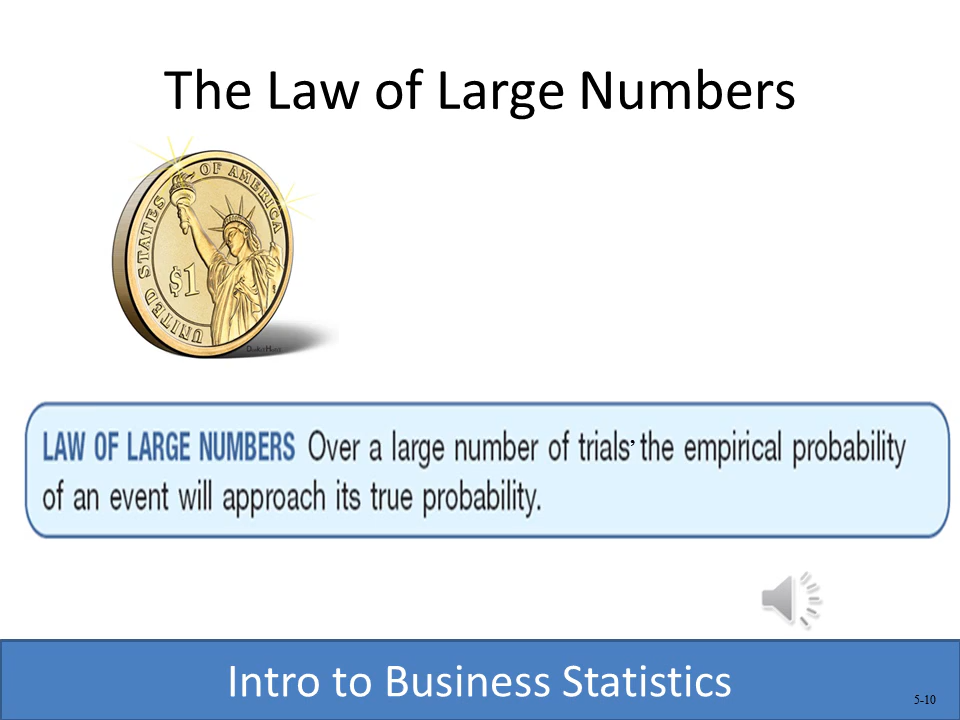 The Law of Large Numbers
UNITED STATES OF AMERICA
$1
LAW OF LARGE NUMBERS Over a large number of trials, the empirical probability
of an event will approach its true probability.
Intro to Business Statistics
5-10